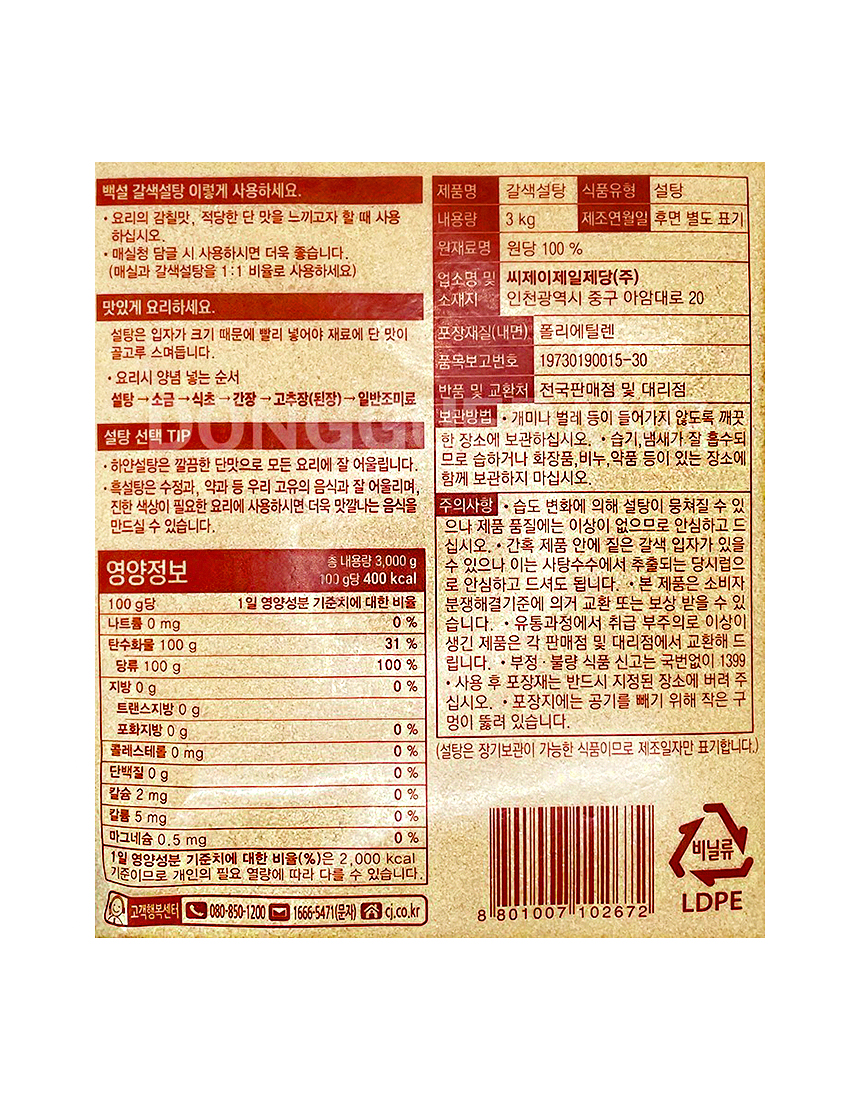 백설 갈색설탕 이렇게 사용하세요.
• 요리의 감칠맛, 적당한 단 맛을 느끼고자 할 때 사용
하십시오.
• 매실청 담글 시 사용하시면 더욱 좋습니다.
(매실과 갈색설탕을 1:1 비율로 사용하세요)
맛있게 요리하세요.
설탕은 입자가 크기 때문에 빨리 넣어야 재료에 단 맛이
골고루 스며듭니다.
• 요리시 양념 넣는 순서
설탕→소금→식초→간장→고추장(된장)→일반조미료
설탕 선택 TIP
• 하얀설탕은 깔끔한 단맛으로 모든 요리에 잘 어울립니다.
• 흑설탕은 수정과, 약과 등 우리 고유의 음식과 잘 어울리며,
진한 색상이 필요한 요리에 사용하시면 더욱 맛깔나는 음식을
만드실 수 있습니다.
영양정보
총 내용량 3,000 g
100 g당 400 kcal
100 g당 1일 영양성분 기준치에 대한 비율
나트륨 0 mg 0 %
탄수화물 100 g 31 %
당류 100 g 100 %
지방 0 g 0 %
트랜스지방 0 g
포화지방 0 g 0 %
콜레스테롤 0 mg 0 %
단백질 0 g 0 %
칼슘 2 mg 0 %
칼륨 5 mg 0 %
마그네슘 0.5 mg 0 %
1일 영양성분 기준치에 대한 비율(%)은 2,000 kcal
기준이므로 개인의 필요 열량에 따라 다를 수 있습니다.
고객행복센터 080-850-1200 1666-5471(문자) cj.co.kr
제품명 갈색설탕 식품유형 설탕
내용량 3 kg 제조연월일 후면 별도 표기
원재료명 원당 100 %
업소명 및 소재지 씨제이제일제당(주)
인천광역시 중구 아암대로 20
포장재질(내면) 폴리에틸렌
품목보고번호 19730190015-30
반품 및 교환처 전국판매점 및 대리점
보관방법 • 개미나 벌레 등이 들어가지 않도록 깨끗
한 장소에 보관하십시오. • 습기,냄새가 잘 흡수되
므로 습하거나 화장품,비누,약품 등이 있는 장소에
함께 보관하지 마십시오.
주의사항 • 습도 변화에 의해 설탕이 뭉쳐질 수 있
으나 제품 품질에는 이상이 없으므로 안심하고 드
십시오. • 간혹 제품 안에 짙은 갈색 입자가 있을
수 있으나 이는 사탕수수에서 추출되는 당시럽으
로 안심하고 드셔도 됩니다. • 본 제품은 소비자
분쟁해결기준에 의거 교환 또는 보상 받을 수 있
습니다. • 유통과정에서 취급 부주의로 이상이
생긴 제품은 각 판매점 및 대리점에서 교환해 드
립니다. • 부정·불량 식품 신고는 국번없이 1399
• 사용 후 포장재는 반드시 지정된 장소에 버려 주
십시오. • 포장지에는 공기를 빼기 위해 작은 구
멍이 뚫려 있습니다.
(설탕은 장기보관이 가능한 식품이므로 제조일자만 표기합니다.)
8 801007 102672
비닐류
LDPE